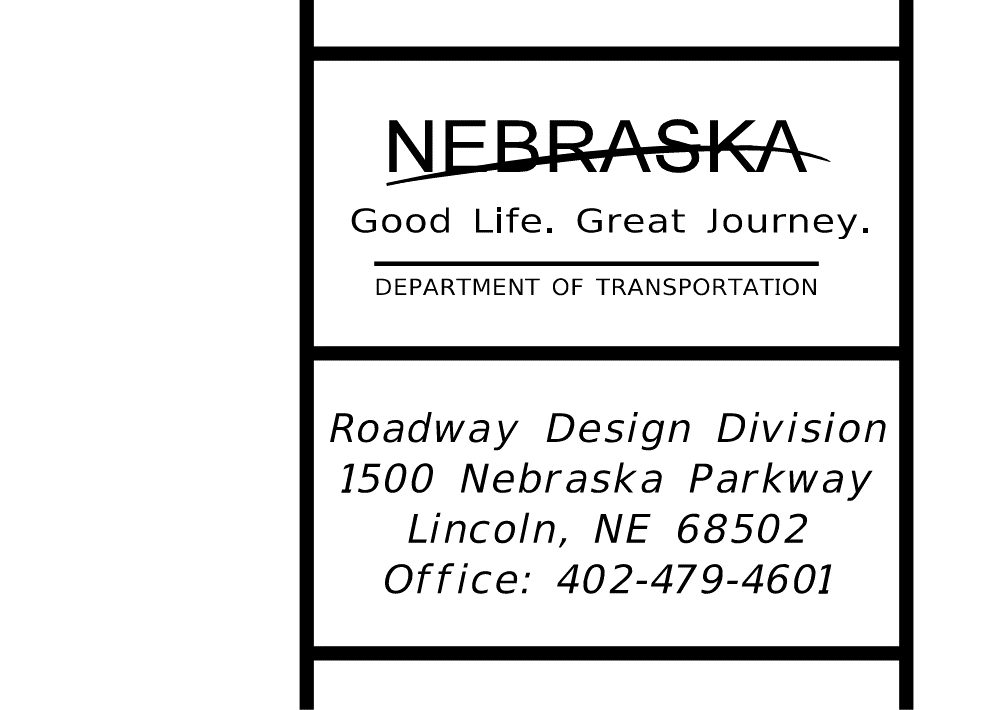 NEBRASKA
Good Life. Great Journey.
DEPARTMENT OF TRANSPORTATION
Roadway Design Division
1500 Nebraska Parkway
Lincoln, NE 68502
Office: 402-479-4601